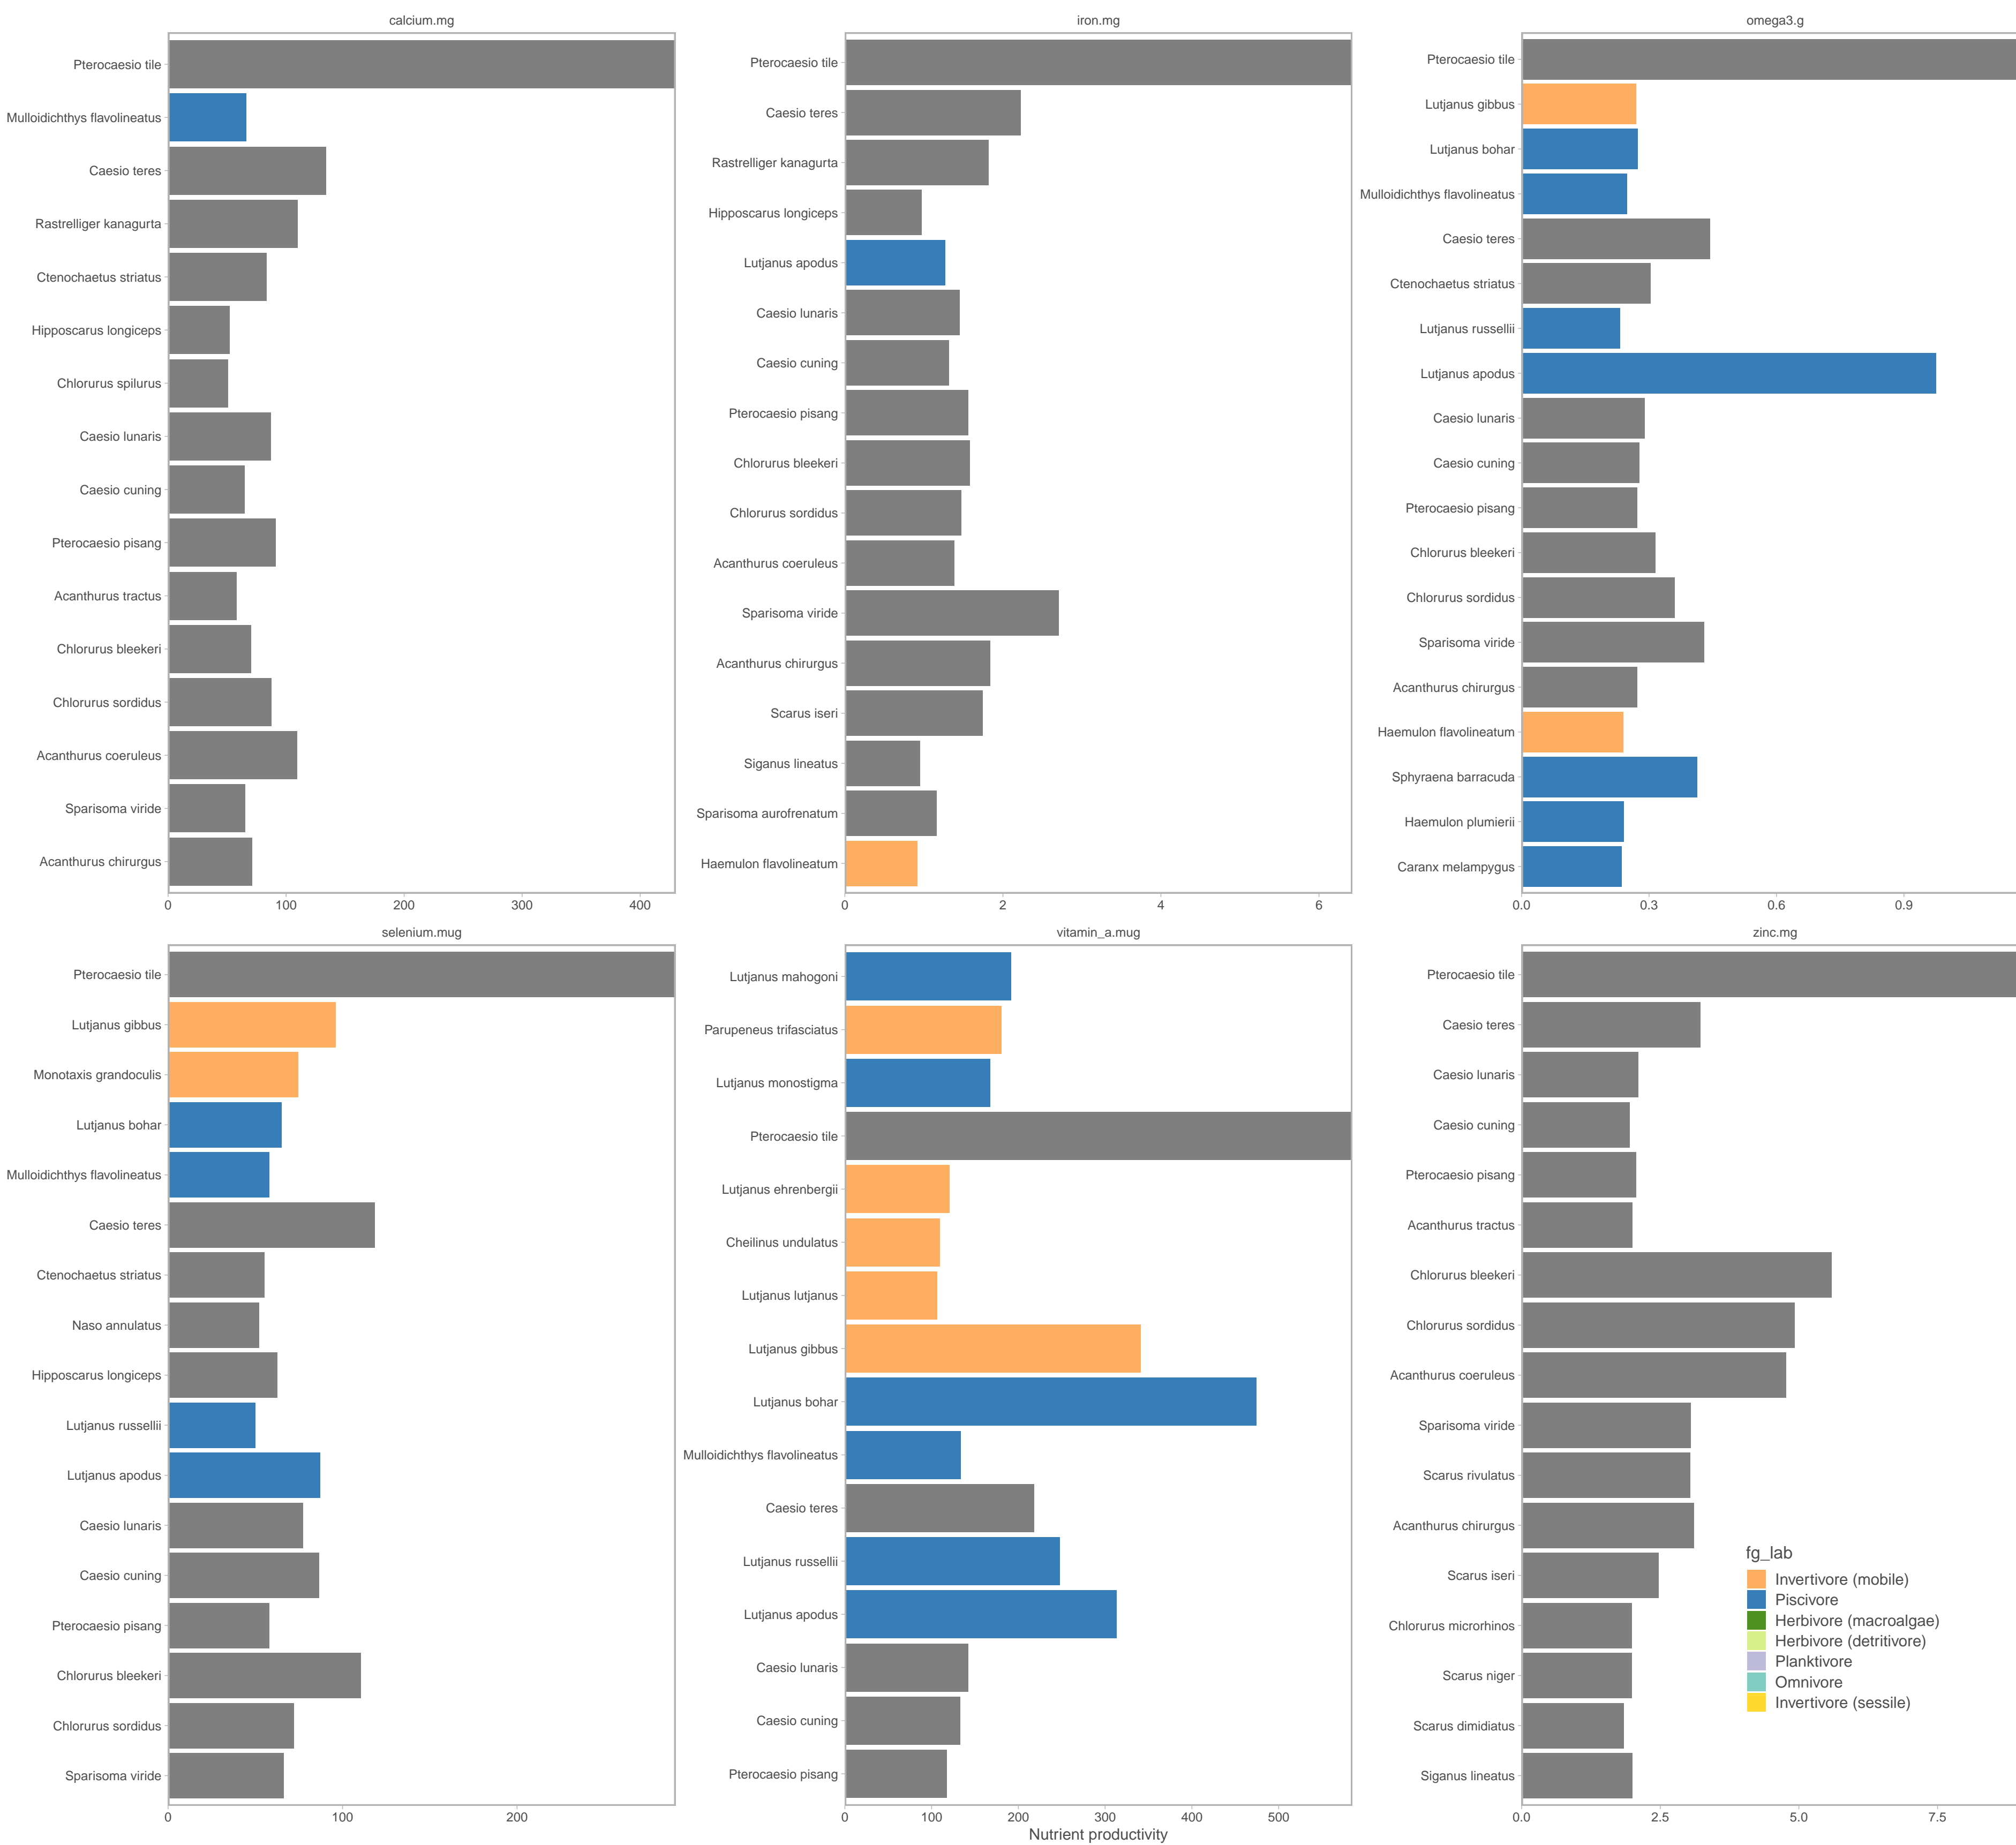 calcium.mg
Pterocaesio tile
Mulloidichthys flavolineatus
Caesio teres
Rastrelliger kanagurta
Ctenochaetus striatus
Hipposcarus longiceps
Chlorurus spilurus
Caesio lunaris
Caesio cuning
Pterocaesio pisang
Acanthurus tractus
Chlorurus bleekeri
Chlorurus sordidus
Acanthurus coeruleus
Sparisoma viride
Acanthurus chirurgus
0 100 200 300 400
iron.mg
Pterocaesio tile
Caesio teres
Rastrelliger kanagurta
Hipposcarus longiceps
Lutjanus apodus
Caesio lunaris
Caesio cuning
Pterocaesio pisang
Chlorurus bleekeri
Chlorurus sordidus
Acanthurus coeruleus
Sparisoma viride
Acanthurus chirurgus
Scarus iseri
Siganus lineatus
Sparisoma aurofrenatum
Haemulon flavolineatum
0 2 4 6
omega3.g
Pterocaesio tile
Lutjanus gibbus
Lutjanus bohar
Mulloidichthys flavolineatus
Caesio teres
Ctenochaetus striatus
Lutjanus russellii
Lutjanus apodus
Caesio lunaris
Caesio cuning
Pterocaesio pisang
Chlorurus bleekeri
Chlorurus sordidus
Sparisoma viride
Acanthurus chirurgus
Haemulon flavolineatum
Sphyraena barracuda
Haemulon plumierii
Caranx melampygus
0.0 0.3 0.6 0.9
selenium.mug
Pterocaesio tile
Lutjanus gibbus
Monotaxis grandoculis
Lutjanus bohar
Mulloidichthys flavolineatus
Caesio teres
Ctenochaetus striatus
Naso annulatus
Hipposcarus longiceps
Lutjanus russellii
Lutjanus apodus
Caesio lunaris
Caesio cuning
Pterocaesio pisang
Chlorurus bleekeri
Chlorurus sordidus
Sparisoma viride
0 100 200
vitamin_a.mug
Lutjanus mahogoni
Parupeneus trifasciatus
Lutjanus monostigma
Pterocaesio tile
Lutjanus ehrenbergii
Cheilinus undulatus
Lutjanus lutjanus
Lutjanus gibbus
Lutjanus bohar
Mulloidichthys flavolineatus
Caesio teres
Lutjanus russellii
Lutjanus apodus
Caesio lunaris
Caesio cuning
Pterocaesio pisang
0 100 200 300 400 500
Nutrient productivity
zinc.mg
Pterocaesio tile
Caesio teres
Caesio lunaris
Caesio cuning
Pterocaesio pisang
Acanthurus tractus
Chlorurus bleekeri
Chlorurus sordidus
Acanthurus coeruleus
Sparisoma viride
Scarus rivulatus
Acanthurus chirurgus
Scarus iseri
Chlorurus microrhinos
Scarus niger
Scarus dimidiatus
Siganus lineatus
0.0 2.5 5.0 7.5
fg_lab
Invertivore (mobile)
Piscivore
Herbivore (macroalgae)
Herbivore (detritivore)
Planktivore
Omnivore
Invertivore (sessile)